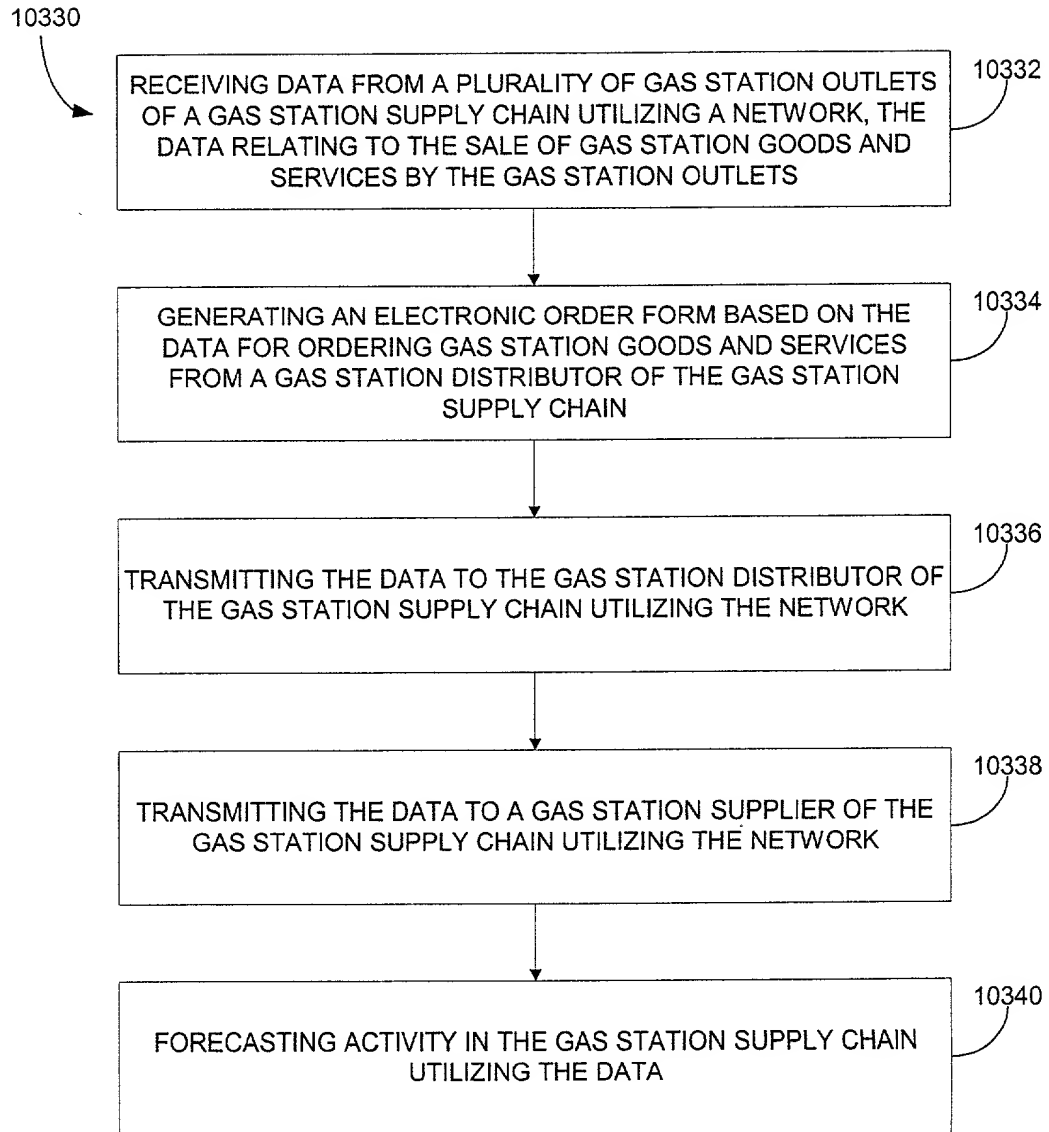 10330
RECEIVING DATA FROM A PLURALITY OF GAS STATION OUTLETS
OF A GAS STATION SUPPLY CHAIN UTILIZING A NETWORK, THE
DATA RELATING TO THE SALE OF GAS STATION GOODS AND
SERVICES BY THE GAS STATION OUTLETS
10332
GENERATING AN ELECTRONIC ORDER FORM BASED ON THE
DATA FOR ORDERING GAS STATION GOODS AND SERVICES
FROM A GAS STATION DISTRIBUTOR OF THE GAS STATION
SUPPLY CHAIN
10334
TRANSMITTING THE DATA TO THE GAS STATION DISTRIBUTOR OF
THE GAS STATION SUPPLY CHAIN UTILIZING THE NETWORK
10336
TRANSMITTING THE DATA TO A GAS STATION SUPPLIER OF THE
GAS STATION SUPPLY CHAIN UTILIZING THE NETWORK
10338
FORECASTING ACTIVITY IN THE GAS STATION SUPPLY CHAIN
UTILIZING THE DATA
10340